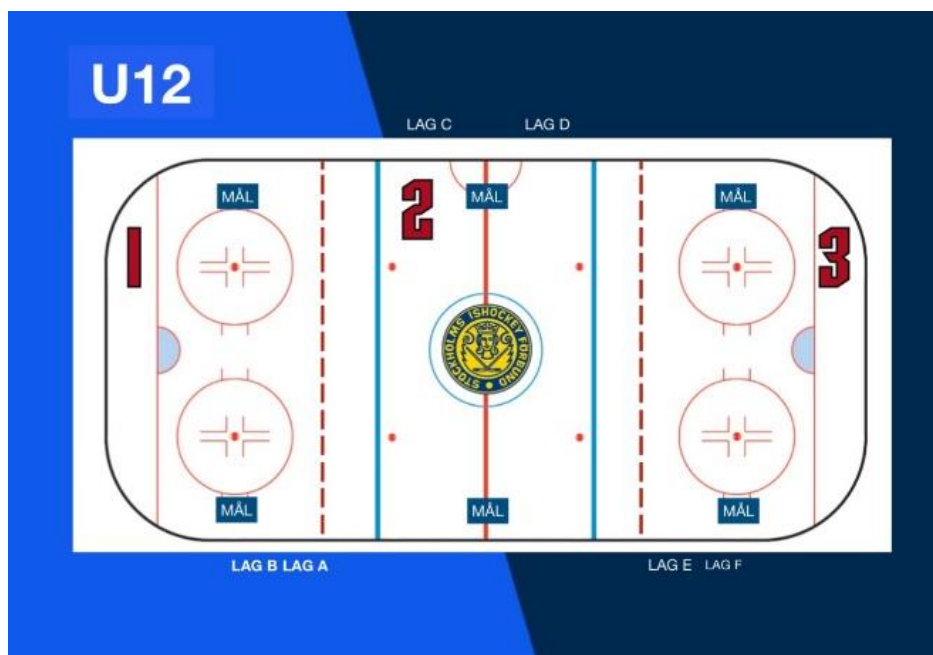 U12
LAG C LAG D
MÅL MÅL MÅL
1 2 3
STOCKHOLMS ISHOCKEY FÖRBUND
MÅL MÅL MÅL
LAG B LAG A LAG E LAG F